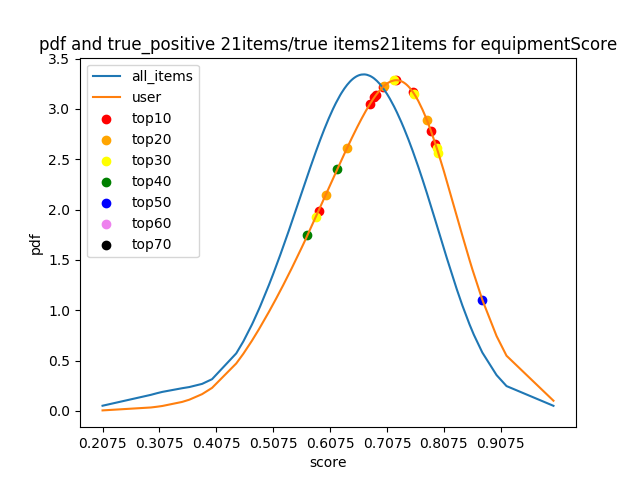 pdf and true_positive 21items/true items21items for equipmentScore
3.5
3.0
2.5
2.0
1.5
1.0
0.5
0.0
pdf
all_items
user
top10
top20
top30
top40
top50
top60
top70
0.2075 0.3075 0.4075 0.5075 0.6075 0.7075 0.8075 0.9075
score